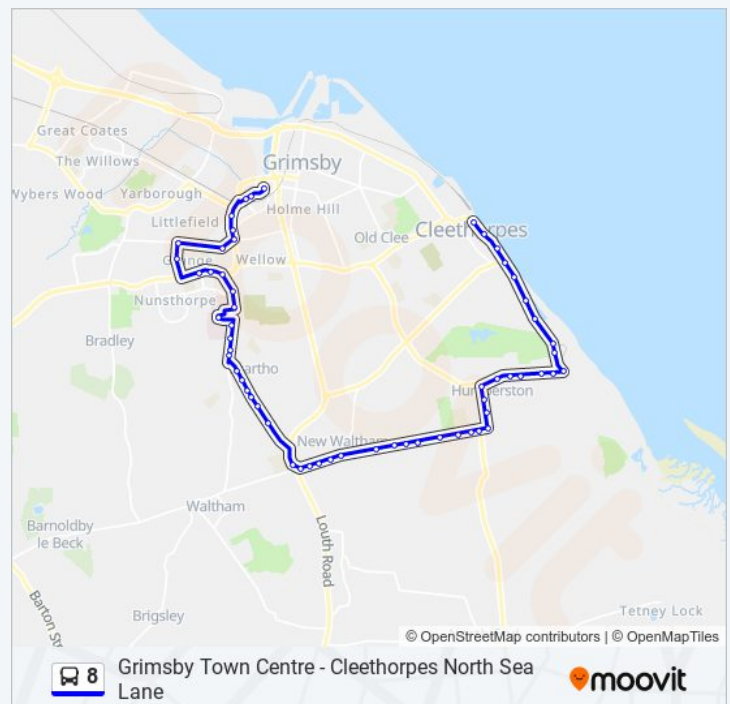 Great Coates
The Willows
Grimsby
Wybers Wood
Yarborough
Holme Hill
Littlefield
Old Clee
Cleethorpes
Wellow
Nunsthorpe
Bradley
Humberston
New Waltham
Waltham
Louth Road
Barnoldby
le Beck
Brigsley
Barton St
Tetney Lock
© OpenStreetMap contributors | © OpenMapTiles
8
Grimsby Town Centre - Cleethorpes North Sea
Lane
moovit